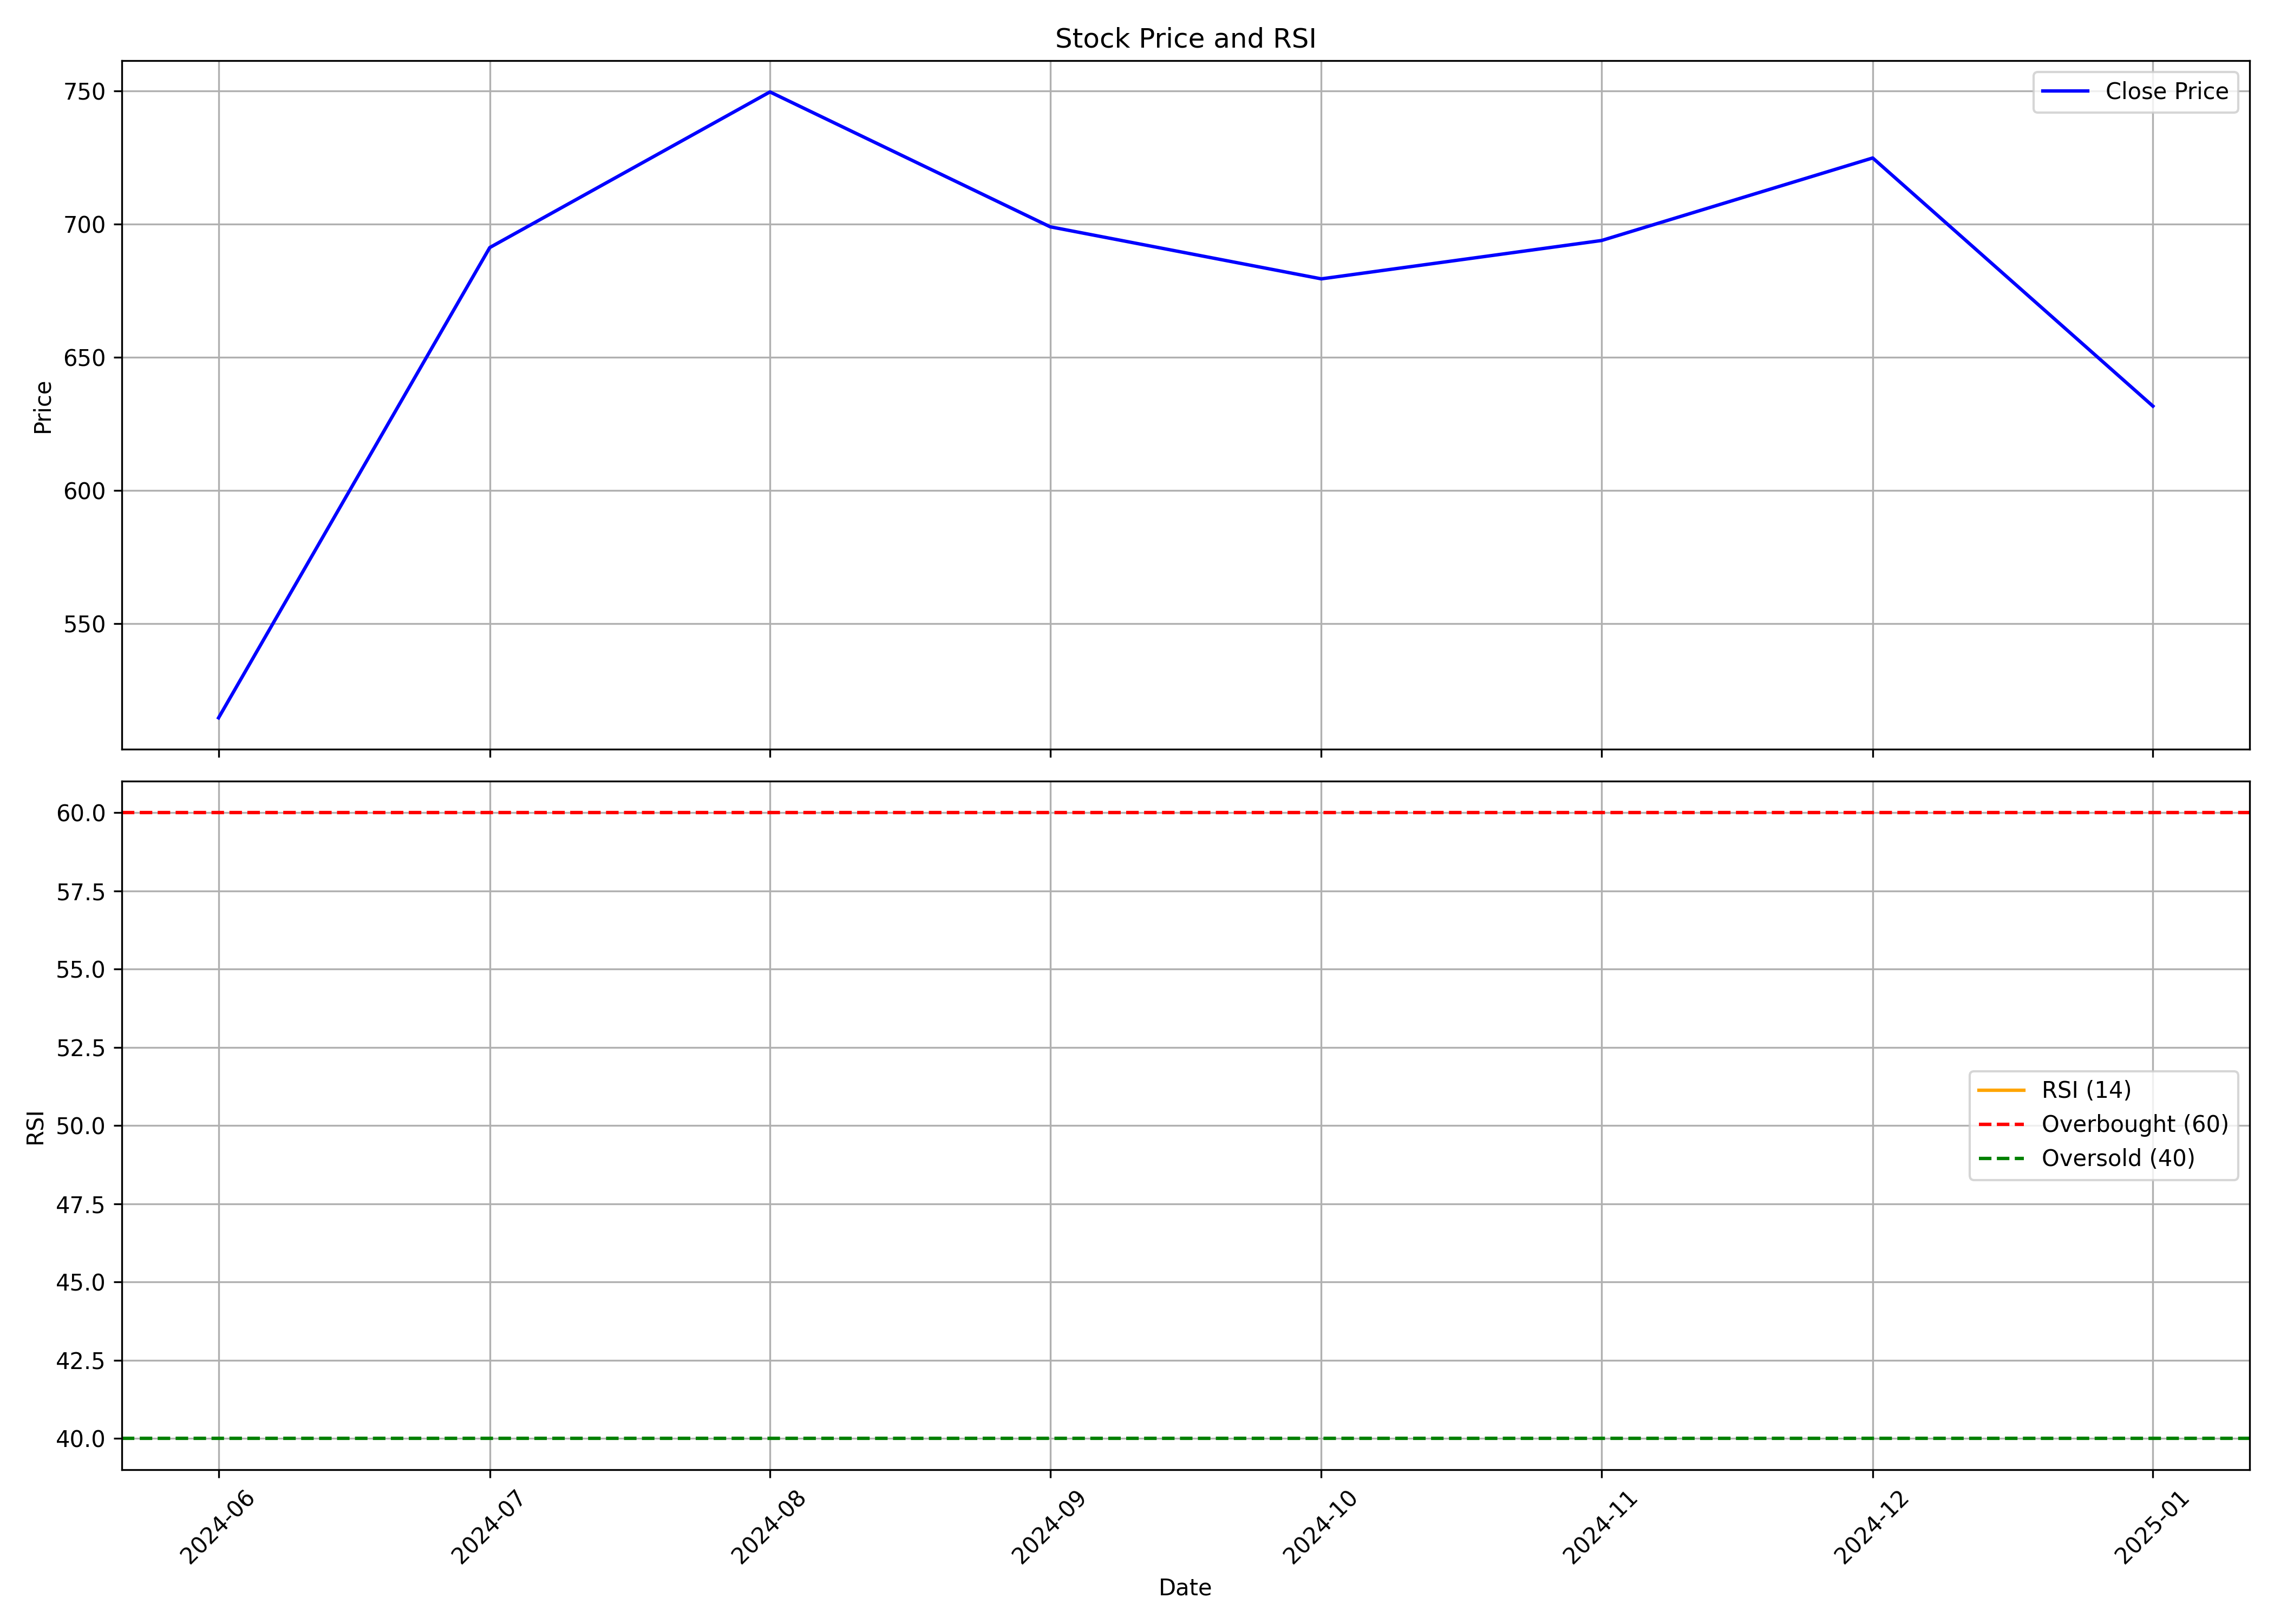 Stock Price and RSI
Close Price
750
700
650
600
550
Price
60.0
57.5
55.0
52.5
50.0
47.5
45.0
42.5
40.0
RSI
RSI (14)
Overbought (60)
Oversold (40)
2024-06
2024-07
2024-08
2024-09
2024-10
2024-11
2024-12
2025-01
Date